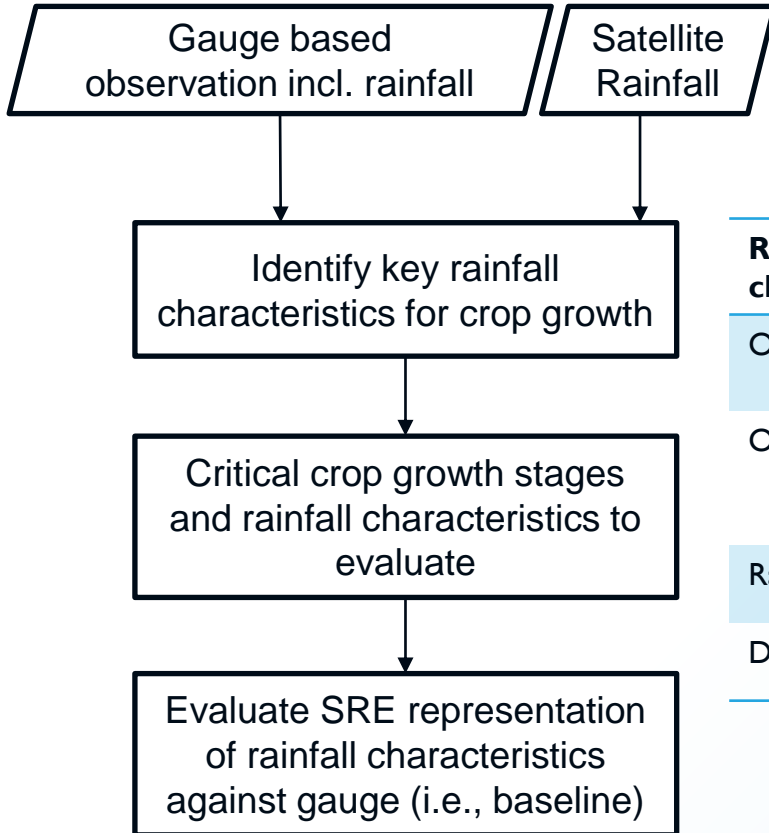 Gauge based
observation incl. rainfall
Satellite
Rainfall
Identify key rainfall
characteristics for crop growth
Critical crop growth stages
and rainfall characteristics to
evaluate
Evaluate SRE representation
of rainfall characteristics
against gauge (i.e., baseline)